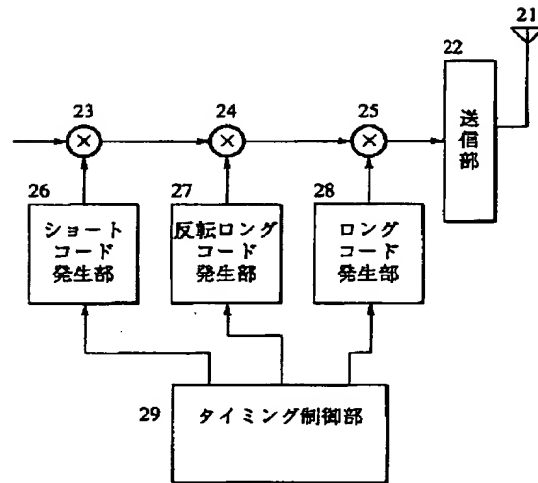 21
22
23
24
25
送信部
26
27
28
ショート
コード
発生部
反転ロング
コード
発生部
ロング
コード
発生部
29
タイミング制御部